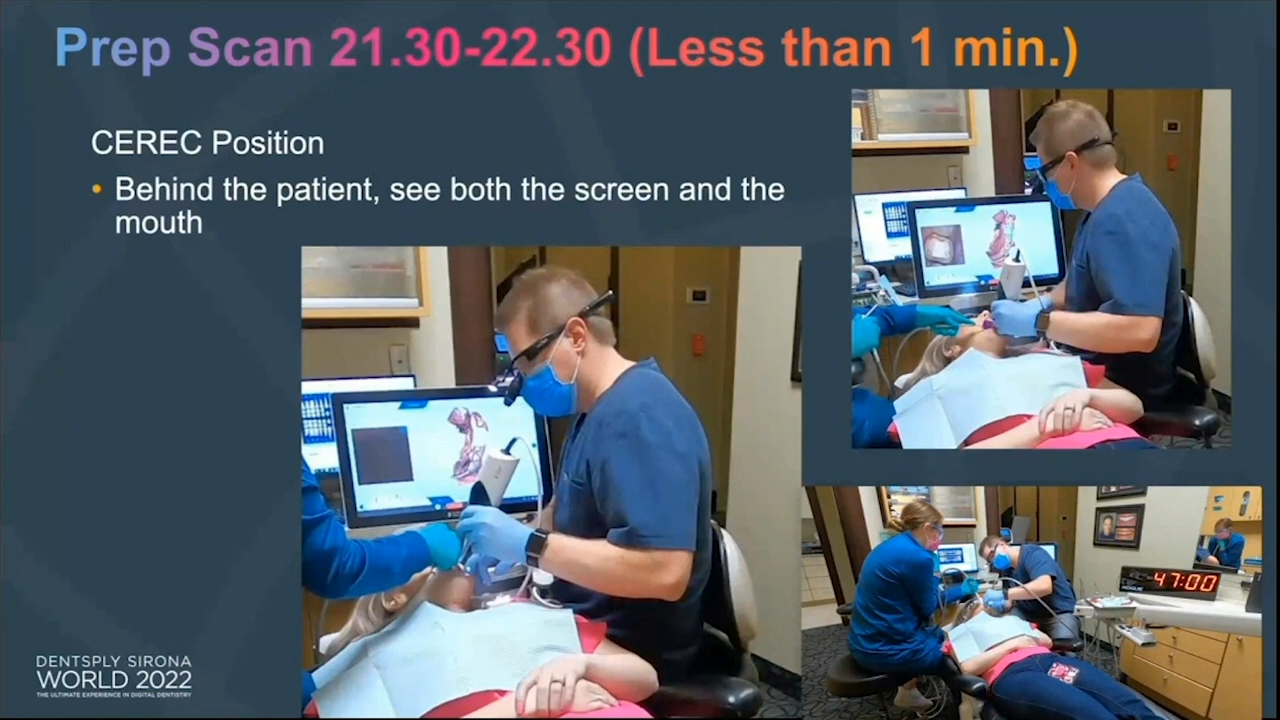 Prep Scan 21.30-22.30 (Less than 1 min.)
CEREC Position
• Behind the patient, see both the screen and the
mouth
47:00
DENTSPLY SIRONA
WORLD 2022
THE ULTIMATE EXPERIENCE IN DIGITAL DENTISTRY